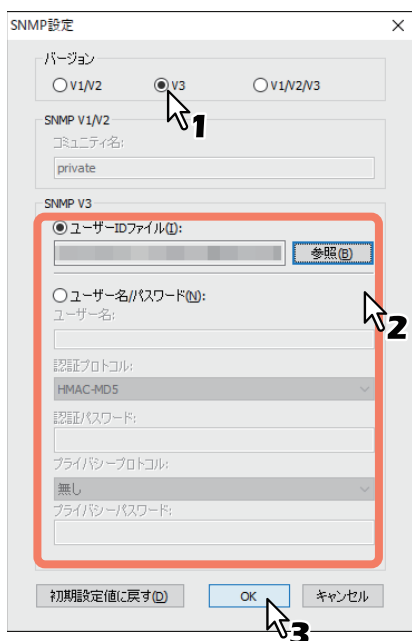 SNMP設定
バージョン
V1/V2 V3 V1/V2/V3
1
SNMP V1/V2
コミュニティ名:
private
SNMP V3
ユーザーIDファイル(I):
参照(B)
ユーザー名/パスワード(N):
2
ユーザー名:
認証プロトコル:
HMAC-MD5
認証パスワード:
プライバシープロトコル:
無し
プライバシーパスワード:
初期設定値に戻す(D) OK キャンセル
3